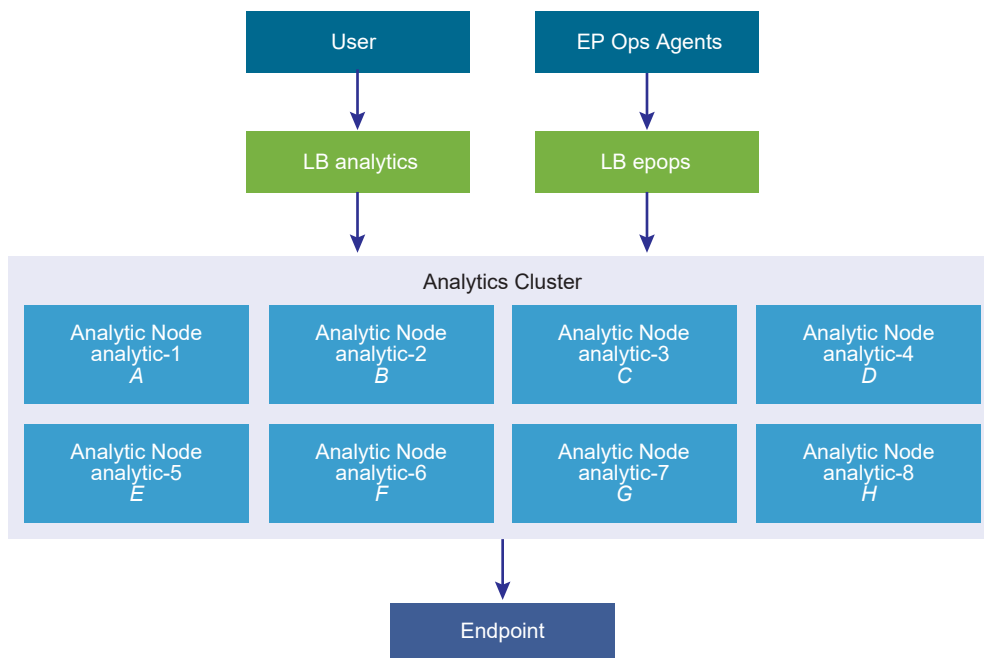 User
EP Ops Agents
LB analytics
LB epops
Analytics Cluster
Analytic Node
analytic-1
A
Analytic Node
analytic-2
B
Analytic Node
analytic-3
C
Analytic Node
analytic-4
D
Analytic Node
analytic-5
E
Analytic Node
analytic-6
F
Analytic Node
analytic-7
G
Analytic Node
analytic-8
H
Endpoint